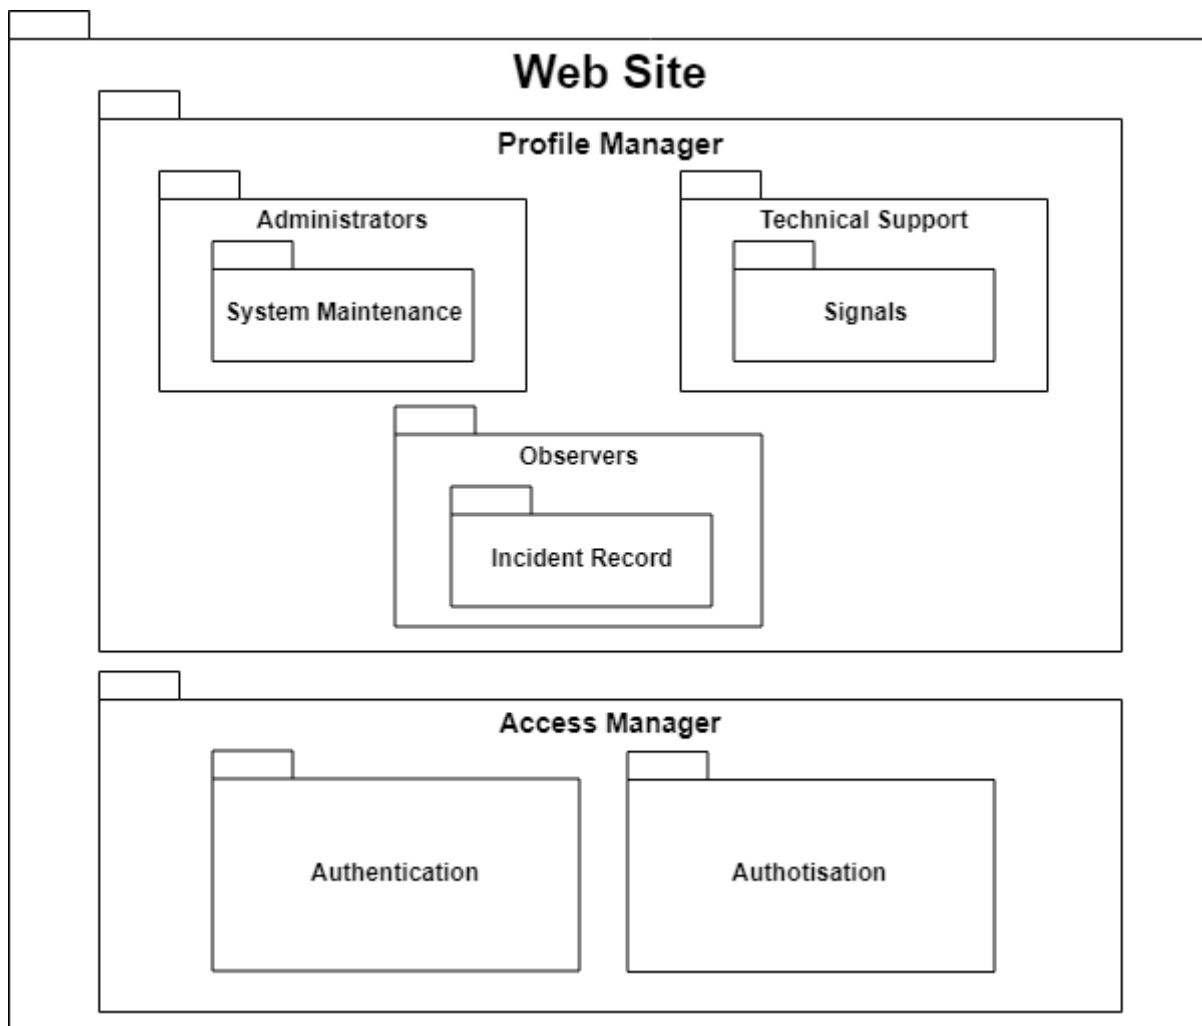 Web Site
Profile Manager
Administrators
Technical Support
System Maintenance
Signals
Observers
Incident Record
Access Manager
Authentication
Authotisation